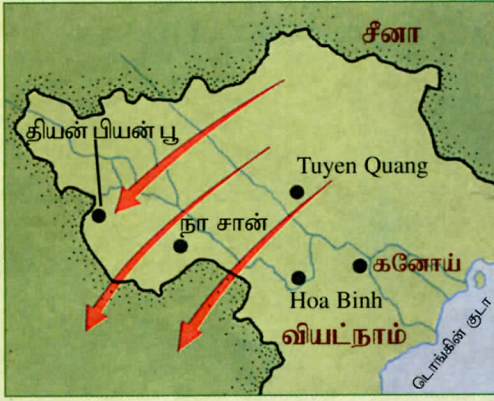 சீனா
தியன் பியன் பூ
Tuyen Quang
நா சான்
கனோய்
Hoa Binh
வியட்நாம்
டொங்கின் குடா